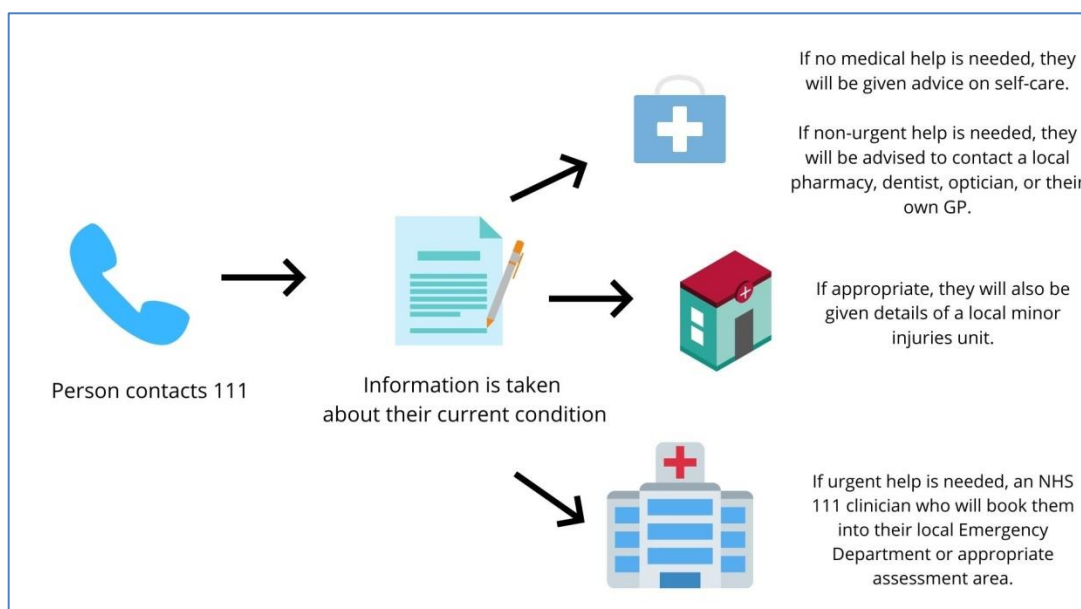 If no medical help is needed, they
will be given advice on self-care.
If non-urgent help is needed, they
will be advised to contact a local
pharmacy, dentist, optician, or their
own GP.
Person contacts 111
Information is taken
about their current condition
If appropriate, they will also be
given details of a local minor
injuries unit.
If urgent help is needed, an NHS
111 clinician who will book them
into their local Emergency
Department or appropriate
assessment area.